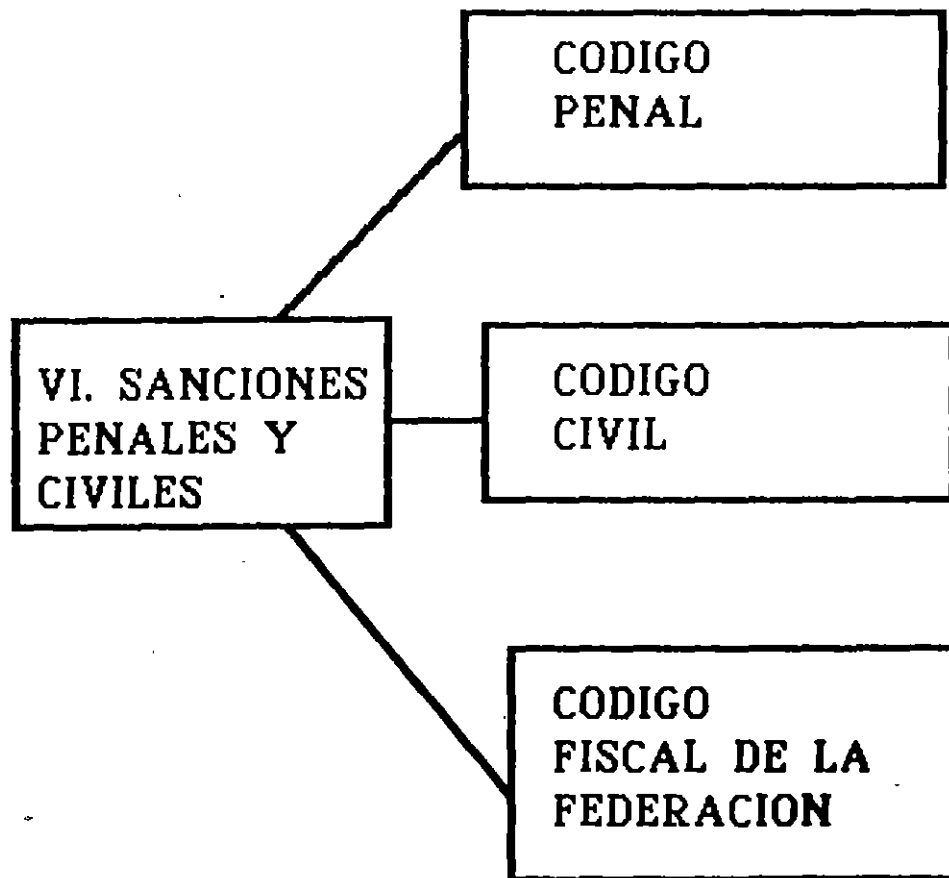 CODIGO
PENAL
VI. SANCIONES
PENALES Y
CIVILES
CODIGO
CIVIL
CODIGO
FISCAL DE LA
FEDERACION